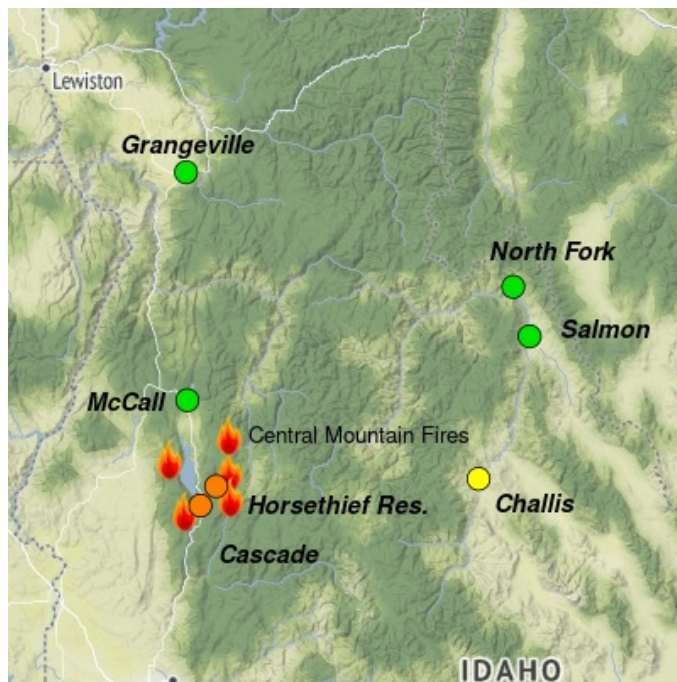 Lewiston
Grangeville
North Fork
Salmon
McCall
Central Mountain Fires
Horsethief Res.
Challis
Cascade
IDAHO